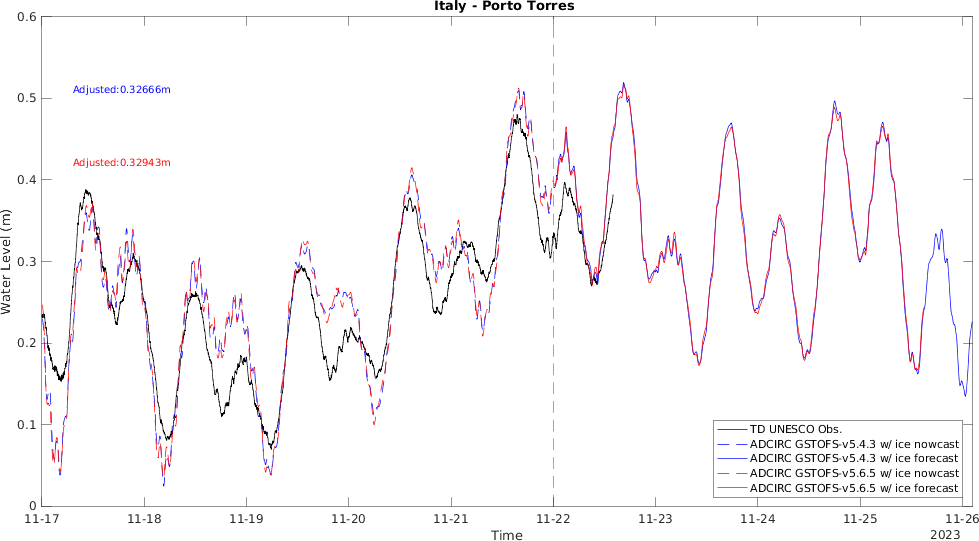 Italy - Porto Torres
0.6
0.5
0.4
0.3
0.2
0.1
0
Water Level (m)
Adjusted:0.32666m
Adjusted:0.32943m
TD UNESCO Obs.
ADCIRC GSTOFS-v5.4.3 w/ ice nowcast
ADCIRC GSTOFS-v5.4.3 w/ ice forecast
ADCIRC GSTOFS-v5.6.5 w/ ice nowcast
ADCIRC GSTOFS-v5.6.5 w/ ice forecast
11-17 11-18 11-19 11-20 11-21 11-22 11-23 11-24 11-25 11-26
Time
2023